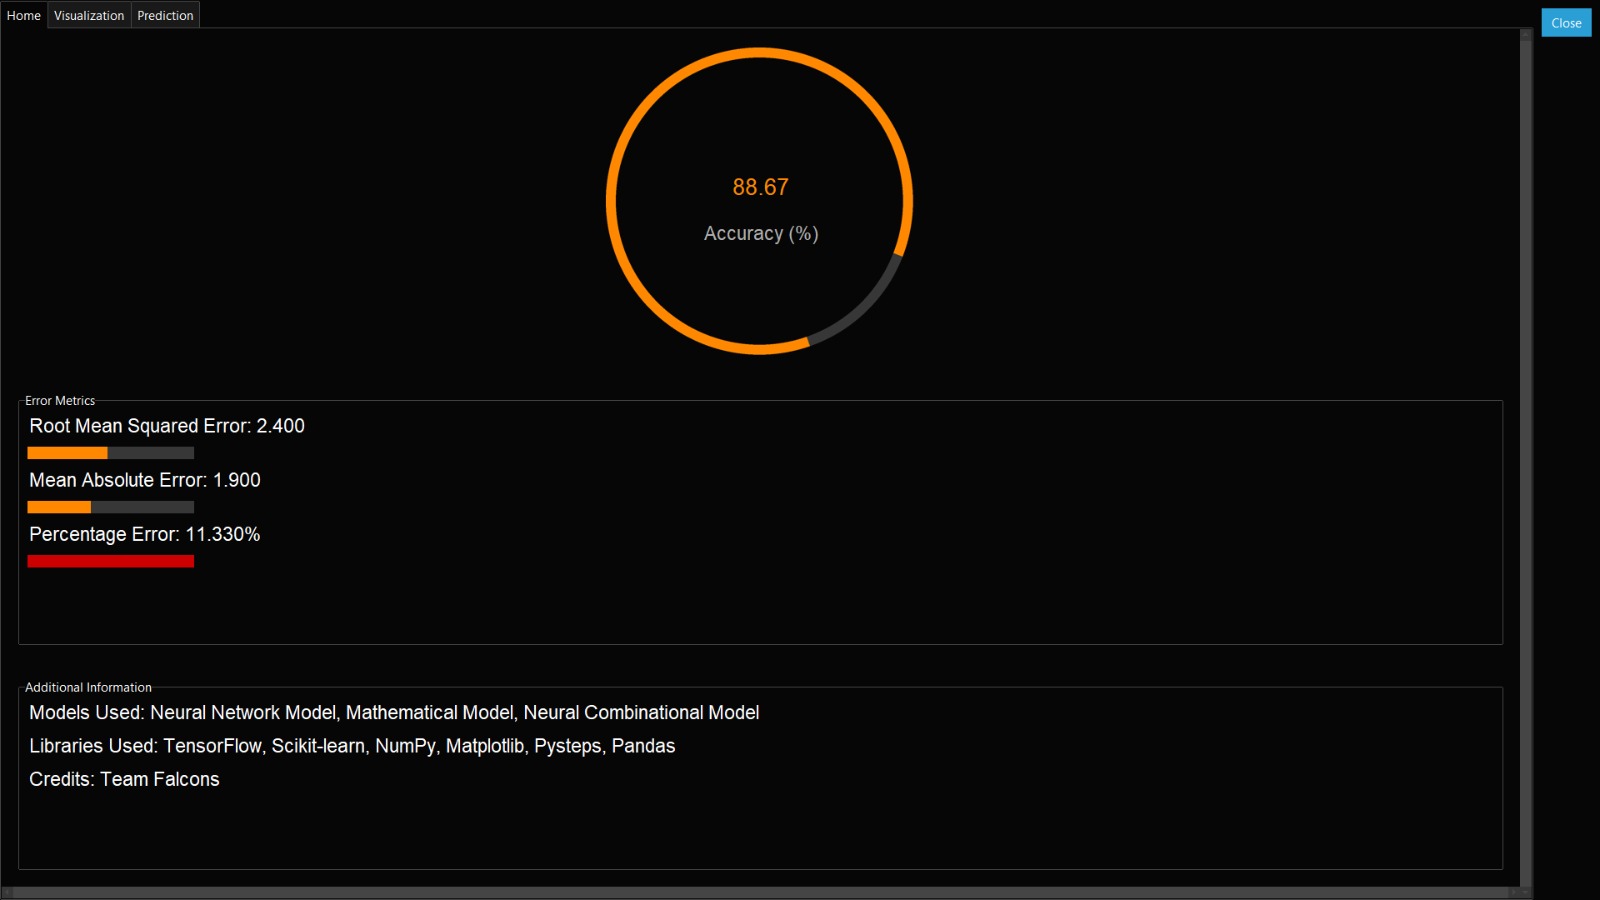 Home
Visualization
Prediction
Close
88.67
Accuracy (%)
Error Metrics
Root Mean Squared Error: 2.400
Mean Absolute Error: 1.900
Percentage Error: 11.330%
Additional Information
Models Used: Neural Network Model, Mathematical Model, Neural Combinational Model
Libraries Used: TensorFlow, Scikit-learn, NumPy, Matplotlib, Pysteps, Pandas
Credits: Team Falcons